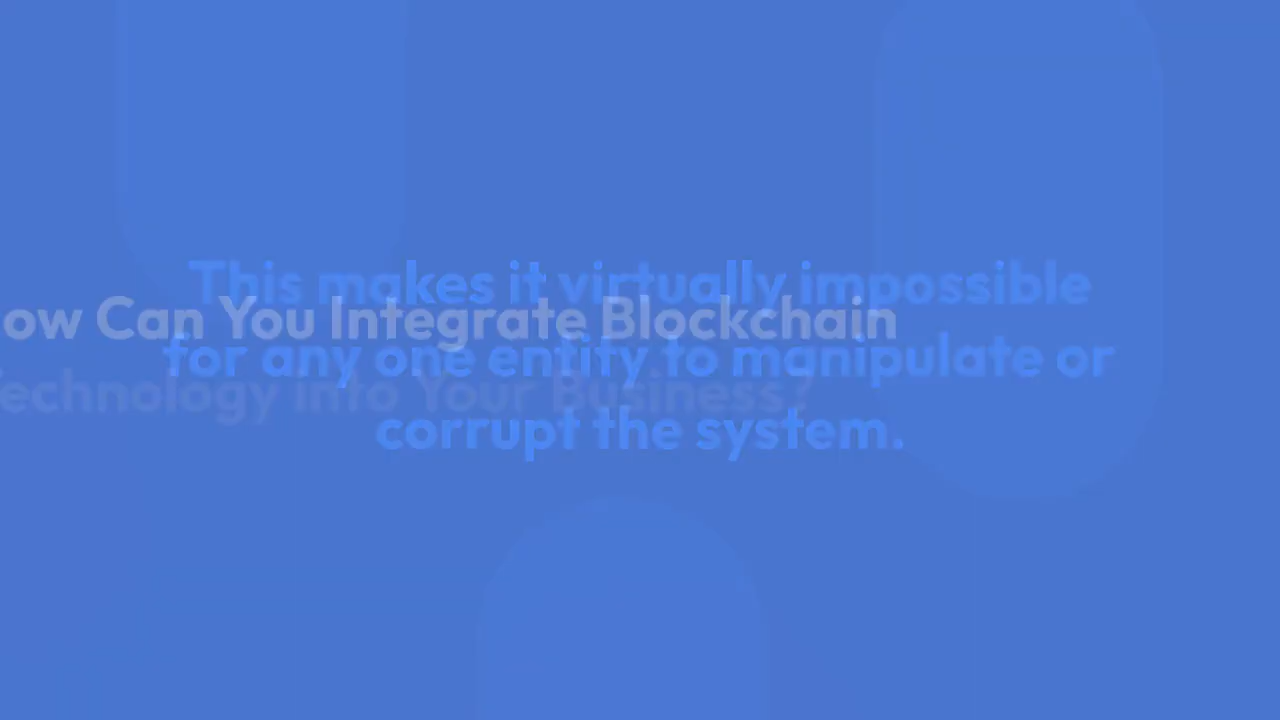 This makes it virtually impossible
for any one entity to manipulate or
corrupt the system.
ow Can You Integrate Blockchain
echnology into Your Business?